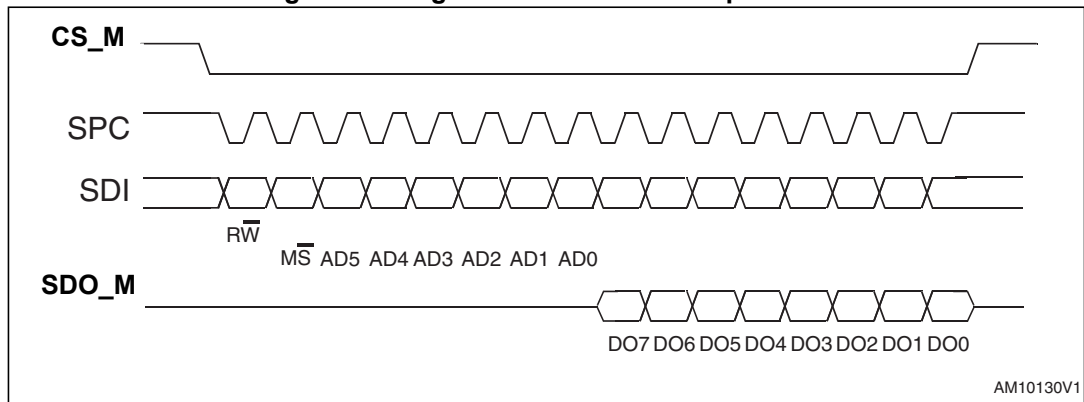 CS_M
SPC
SDI
RW
MS AD5 AD4 AD3 AD2 AD1 AD0
SDO_M
DO7 DO6 DO5 DO4 DO3 DO2 DO1 DO0
AM10130V1